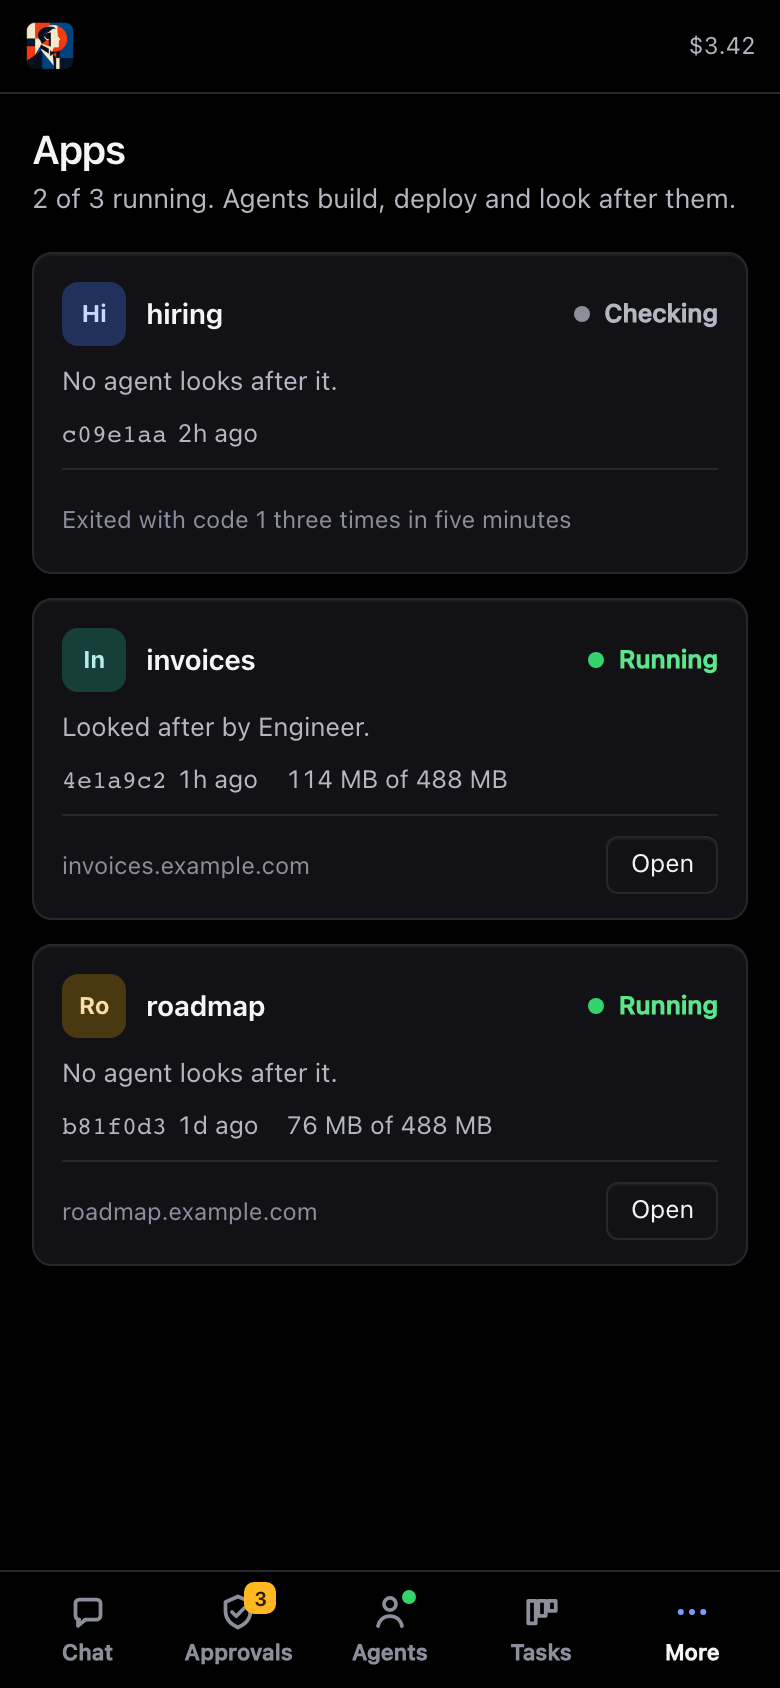 $3.42
Apps
2 of 3 running. Agents build, deploy and look after them.
Hi hiring Checking
No agent looks after it.
c09e1aa 2h ago
Exited with code 1 three times in five minutes
In invoices Running
Looked after by Engineer.
4e1a9c2 1h ago 114 MB of 488 MB
invoices.example.com Open
Ro roadmap Running
No agent looks after it.
b81f0d3 1d ago 76 MB of 488 MB
roadmap.example.com Open
3
Chat Approvals Agents Tasks More